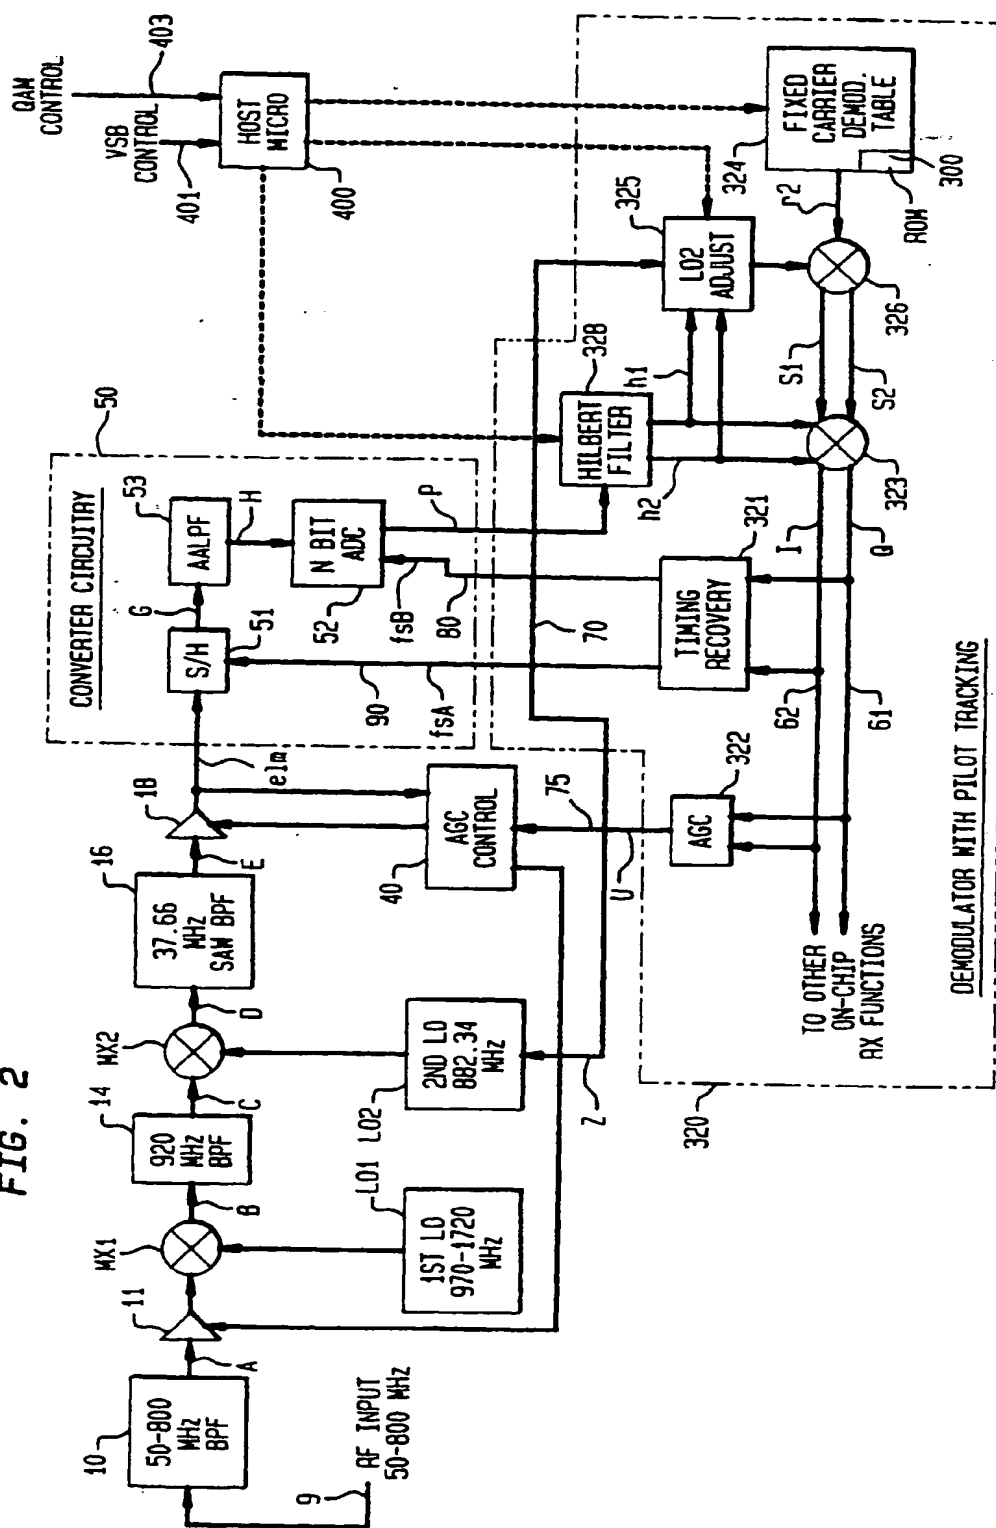 FIG. 2
9
RF INPUT
50-800 MHz
10
50-800
MHz
BPF
A
11
MX1
B
14
920
MHz
BPF
C
MX2
D
16
37.66
MHz
SAW BPF
E
18
elm
LO1
1ST LO
970-1720
MHz
LO2
2ND LO
882.34
MHz
Z
40
AGC
CONTROL
U
75
50
CONVERTER CIRCUITRY
S/H
51
G
53
AALPF
H
N BIT
ADC
52
90
fsA
fsB
80
P
70
QAM
CONTROL
403
VSB
CONTROL
401
HOST
MICRO
400
328
HILBERT
FILTER
h1
h2
325
LO2
ADJUST
324
FIXED
CARRIER
DEMOD.
TABLE
300
ROM
r2
326
S1
S2
323
I
Q
321
TIMING
RECOVERY
62
61
322
AGC
TO OTHER
ON-CHIP
RX FUNCTIONS
320
DEMODULATOR WITH PILOT TRACKING